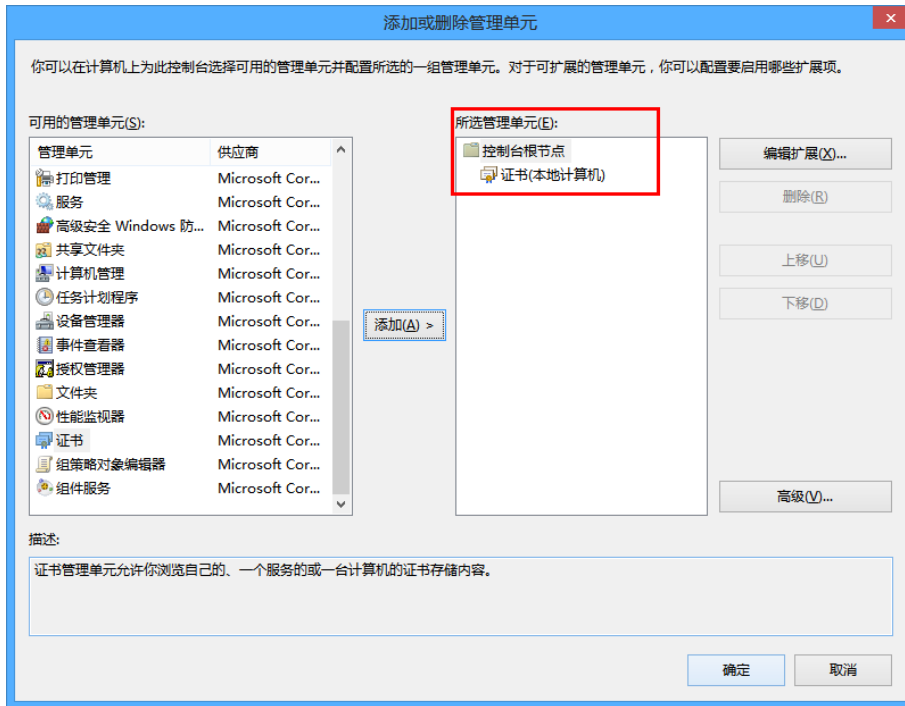 添加或删除管理单元
你可以在计算机上为此控制台选择可用的管理单元并配置所选的一组管理单元。对于可扩展的管理单元，你可以配置要启用哪些扩展项。
可用的管理单元(S):
管理单元 供应商
打印管理 Microsoft Cor...
服务 Microsoft Cor...
高级安全 Windows 防... Microsoft Cor...
共享文件夹 Microsoft Cor...
计算机管理 Microsoft Cor...
任务计划程序 Microsoft Cor...
设备管理器 Microsoft Cor...
事件查看器 Microsoft Cor...
授权管理器 Microsoft Cor...
文件夹 Microsoft Cor...
性能监视器 Microsoft Cor...
证书 Microsoft Cor...
组策略对象编辑器 Microsoft Cor...
组件服务 Microsoft Cor...
添加(A) >
所选管理单元(E):
控制台根节点
证书(本地计算机)
编辑扩展(X)...
删除(R)
上移(U)
下移(D)
高级(V)...
描述:
证书管理单元允许你浏览自己的、一个服务的或一台计算机的证书存储内容。
确定
取消